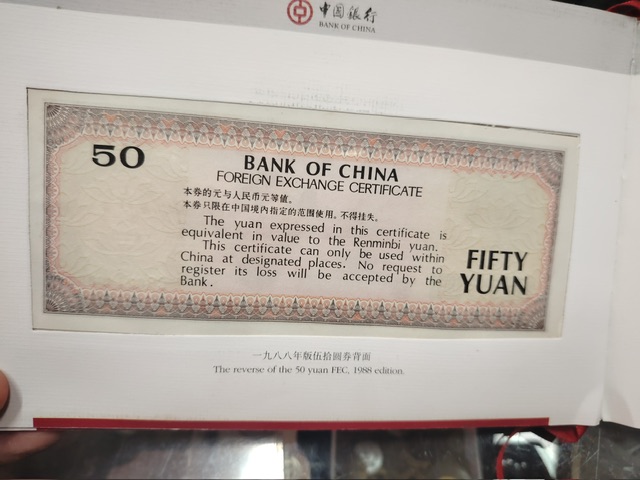 中国银行
BANK OF CHINA
50
BANK OF CHINA
FOREIGN EXCHANGE CERTIFICATE
本券的元与人民币元等值。
本券只限在中国境内指定的范围使用,不得挂失。
The yuan expressed in this certificate is
equivalent in value to the Renminbi yuan.
This certificate can only be used within
China at designated places. No request to
register its loss will be accepted by the
Bank.
FIFTY
YUAN
一九八八年版伍拾圆券背面
The reverse of the 50 yuan FEC, 1988 edition.